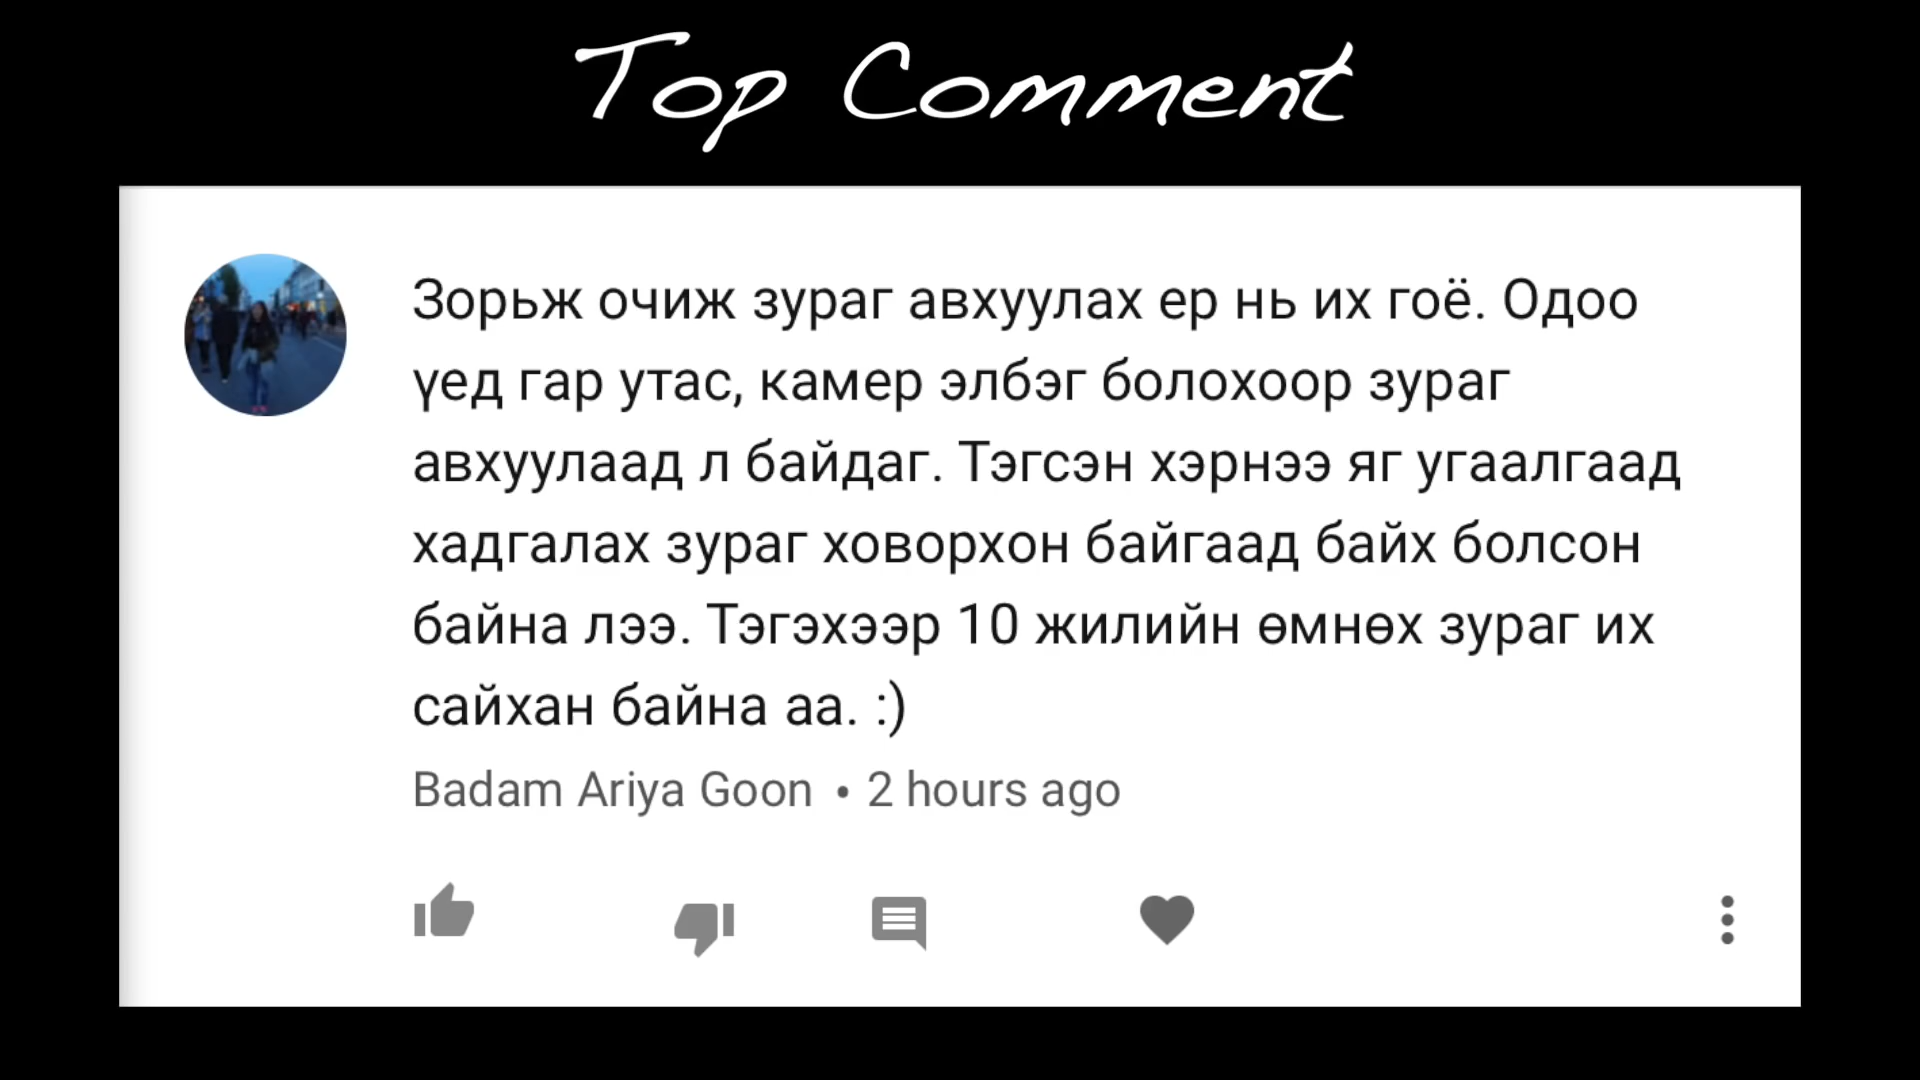 Top Comment
Зорьж очиж зураг авхуулах ер нь их гоё. Одоо
үед гар утас, камер элбэг болохоор зураг
авхуулаад л байдаг. Тэгсэн хэрнээ яг угаалгаад
хадгалах зураг ховорхон байгаад байх болсон
байна лээ. Тэгэхээр 10 жилийн өмнөх зураг их
сайхан байна аа. :)
Badam Ariya Goon • 2 hours ago